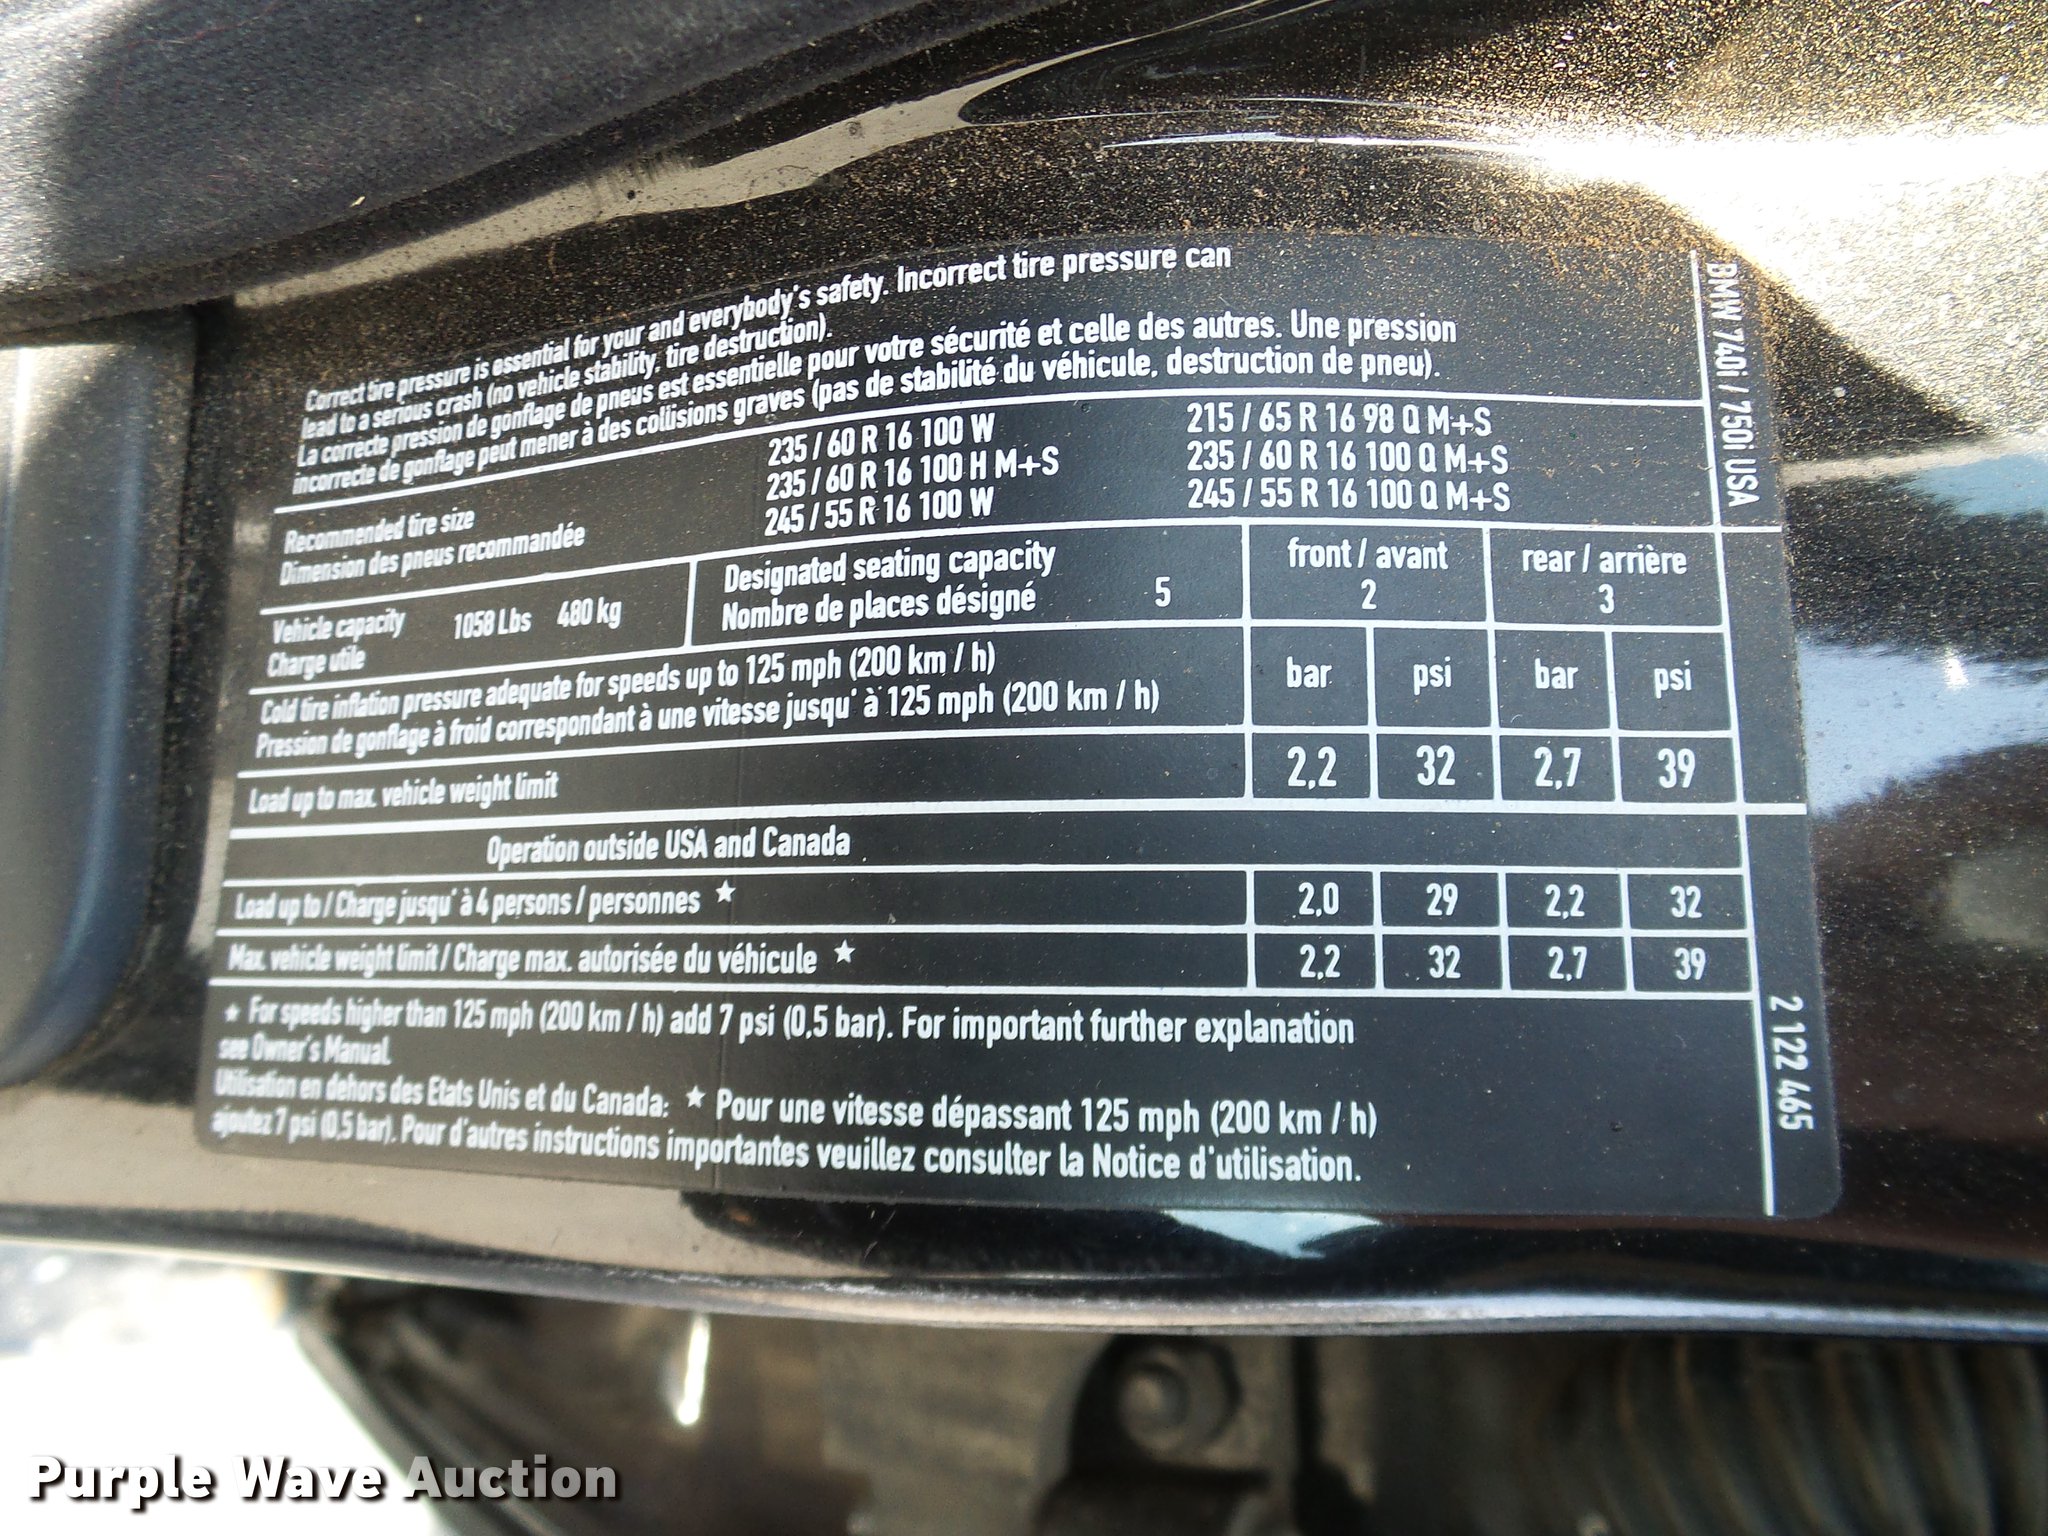 Correct tire pressure is essential for your and everybody's safety. Incorrect tire pressure can
lead to a serious crash (no vehicle stability, tire destruction).
La correcte pression de gonflage de pneus est essentielle pour votre sécurité et celle des autres. Une pression
incorrecte de gonflage peut mener à des collisions graves (pas de stabilité du véhicule, destruction de pneu).
Recommended tire size
Dimension des pneus recommandée
235 / 60 R 16 100 W
235 / 60 R 16 100 H M+S
245 / 55 R 16 100 W
215 / 65 R 16 98 Q M+S
235 / 60 R 16 100 Q M+S
245 / 55 R 16 100 Q M+S
Vehicle capacity
Charge utile
1058 Lbs 480 kg
Designated seating capacity
Nombre de places désigné
5
front / avant
2
rear / arrière
3
Cold tire inflation pressure adequate for speeds up to 125 mph (200 km / h)
Pression de gonflage à froid correspondant à une vitesse jusqu' à 125 mph (200 km / h)
bar psi bar psi
Load up to max. vehicle weight limit 2,2 32 2,7 39
Operation outside USA and Canada
Load up to / Charge jusqu' à 4 persons / personnes ★ 2,0 29 2,2 32
Max. vehicle weight limit / Charge max. autorisée du véhicule ★ 2,2 32 2,7 39
★ For speeds higher than 125 mph (200 km / h) add 7 psi (0,5 bar). For important further explanation
see Owner's Manual.
Utilisation en dehors des Etats Unis et du Canada: ★ Pour une vitesse dépassant 125 mph (200 km / h)
ajoutez 7 psi (0,5 bar). Pour d'autres instructions importantes veuillez consulter la Notice d'utilisation.
BMW 740i / 750i USA
2 122 465
Purple Wave Auction